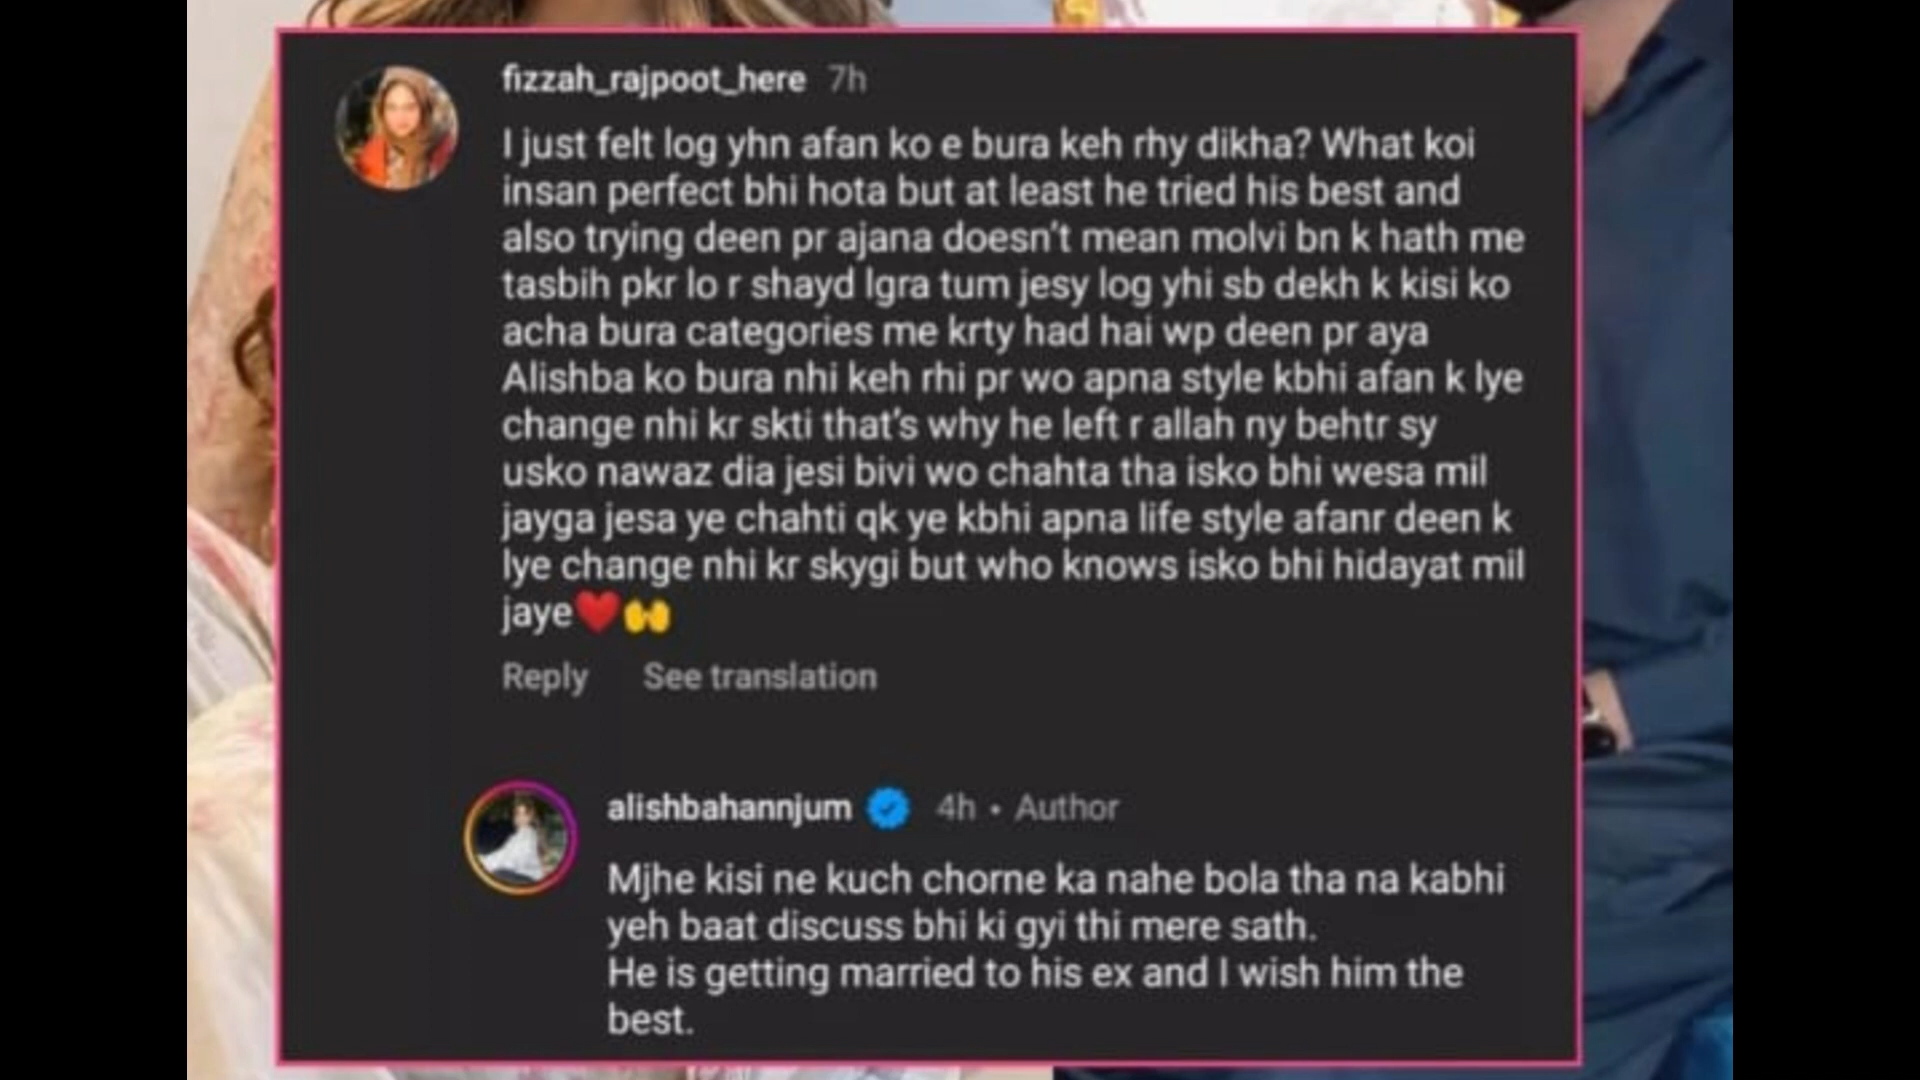 fizzah_rajpoot_here 7h
I just felt log yhn afan ko e bura keh rhy dikha? What koi
insan perfect bhi hota but at least he tried his best and
also trying deen pr ajana doesn't mean molvi bn k hath me
tasbih pkr lo r shayd lgra tum jesy log yhi sb dekh k kisi ko
acha bura categories me krty had hai wp deen pr aya
Alishba ko bura nhi keh rhi pr wo apna style kbhi afan k lye
change nhi kr skti that's why he left r allah ny behtr sy
usko nawaz dia jesi bivi wo chahta tha isko bhi wesa mil
jayga jesa ye chahti qk ye kbhi apna life style afanr deen k
lye change nhi kr skygi but who knows isko bhi hidayat mil
jaye❤️🙌
Reply See translation
alishbahannjum 4h • Author
Mjhe kisi ne kuch chorne ka nahe bola tha na kabhi
yeh baat discuss bhi ki gyi thi mere sath.
He is getting married to his ex and I wish him the
best.